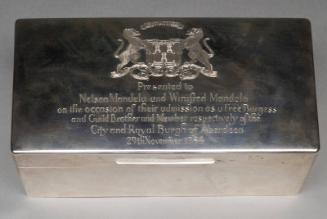 Presented to
Nelson Mandela and Winifred Mandela
on the occasion of their admission as a Free Burgess
and Guild Brother and Member respectively of the
City and Royal Burgh of Aberdeen
29th November 1984